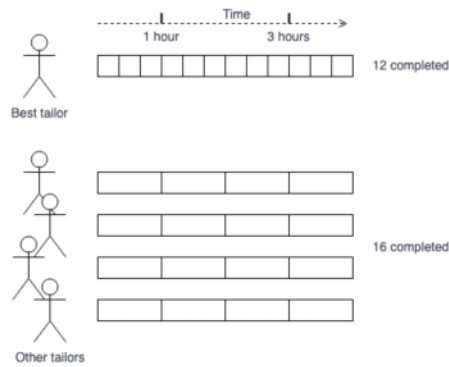 Time
1 hour
3 hours
12 completed
Best tailor
16 completed
Other tailors